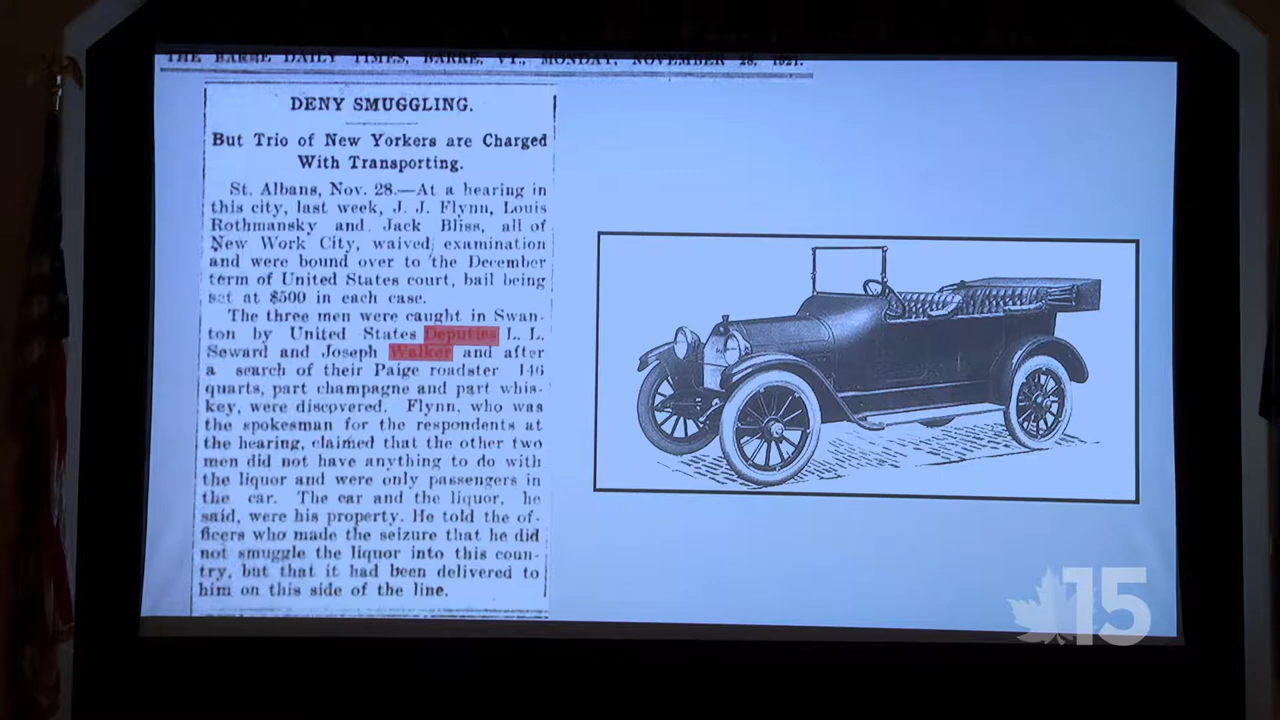 THE BARRE DAILY TIMES, BARRE, VT., MONDAY, NOVEMBER 28, 1921.
DENY SMUGGLING.
But Trio of New Yorkers are Charged
With Transporting.
St. Albans, Nov. 28.—At a hearing in
this city, last week, J. J. Flynn, Louis
Rothmansky and Jack Bliss, all of
New Work City, waived examination
and were bound over to the December
term of United States court, bail being
set at $500 in each case.
The three men were caught in Swan-
ton by United States Deputies L. L.
Seward and Joseph Walker and after
a search of their Paige roadster 146
quarts, part champagne and part whis-
key, were discovered. Flynn, who was
the spokesman for the respondents at
the hearing, claimed that the other two
men did not have anything to do with
the liquor and were only passengers in
the car. The car and the liquor, he
said, were his property. He told the of-
ficers who made the seizure that he did
not smuggle the liquor into this coun-
try, but that it had been delivered to
him on this side of the line.
15